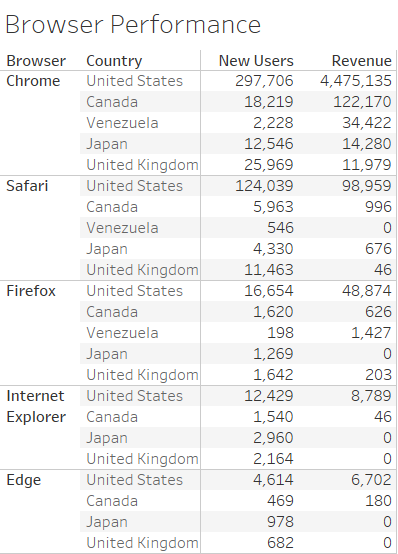 Browser Performance
Browser Country New Users Revenue
Chrome United States 297,706 4,475,135
Canada 18,219 122,170
Venezuela 2,228 34,422
Japan 12,546 14,280
United Kingdom 25,969 11,979
Safari United States 124,039 98,959
Canada 5,963 996
Venezuela 546 0
Japan 4,330 676
United Kingdom 11,463 46
Firefox United States 16,654 48,874
Canada 1,620 626
Venezuela 198 1,427
Japan 1,269 0
United Kingdom 1,642 203
Internet United States 12,429 8,789
Explorer Canada 1,540 46
Japan 2,960 0
United Kingdom 2,164 0
Edge United States 4,614 6,702
Canada 469 180
Japan 978 0
United Kingdom 682 0